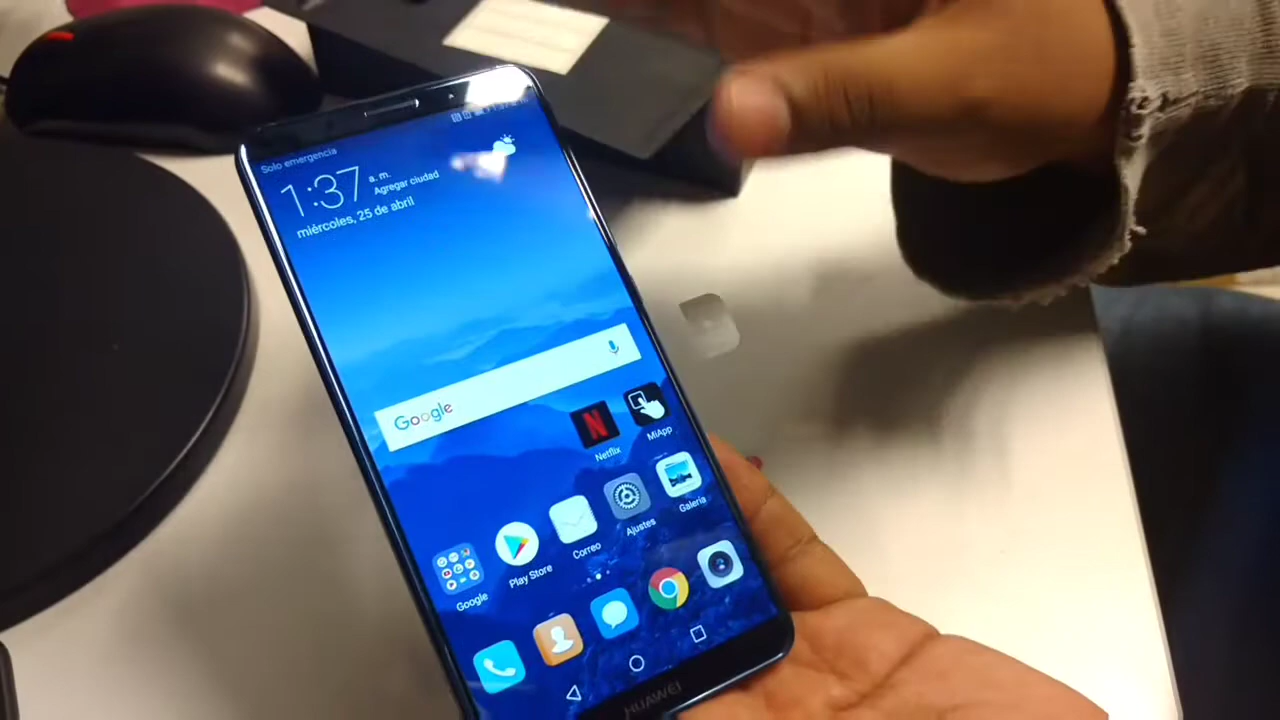 Solo emergencia
1:37 a. m.
Agregar ciudad
miércoles, 25 de abril
Google
N
Netflix
MiApp
Google
Play Store
Correo
Ajustes
Galería
HUAWEI